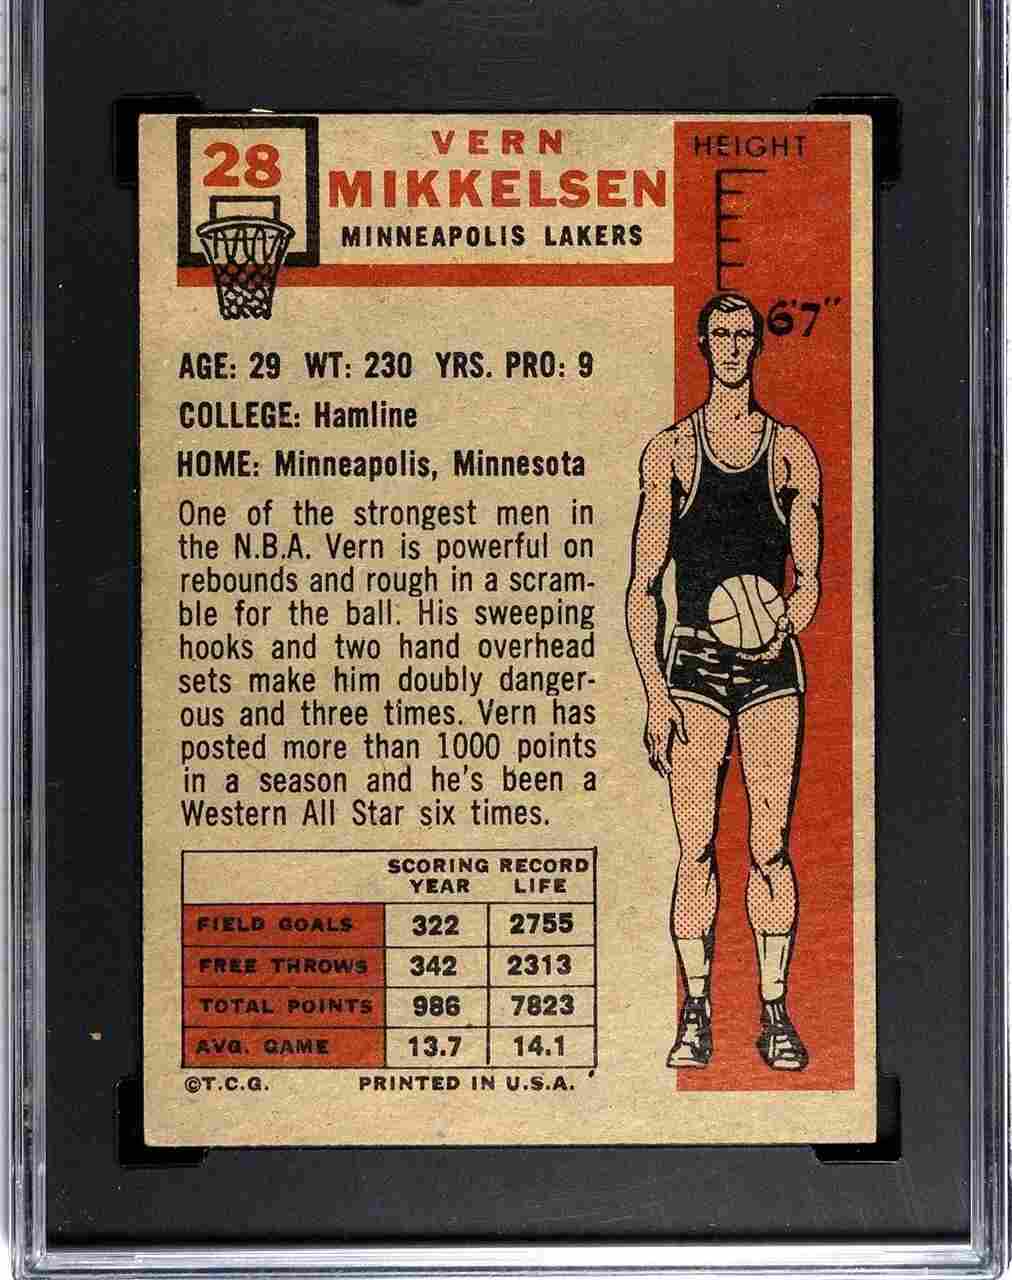 28
VERN
MIKKELSEN
MINNEAPOLIS LAKERS
HEIGHT
6'7"
AGE: 29 WT: 230 YRS. PRO: 9
COLLEGE: Hamline
HOME: Minneapolis, Minnesota
One of the strongest men in
the N.B.A. Vern is powerful on
rebounds and rough in a scram-
ble for the ball. His sweeping
hooks and two hand overhead
sets make him doubly danger-
ous and three times. Vern has
posted more than 1000 points
in a season and he's been a
Western All Star six times.
SCORING RECORD
YEAR LIFE
FIELD GOALS 322 2755
FREE THROWS 342 2313
TOTAL POINTS 986 7823
AVG. GAME 13.7 14.1
©T.C.G. PRINTED IN U.S.A.